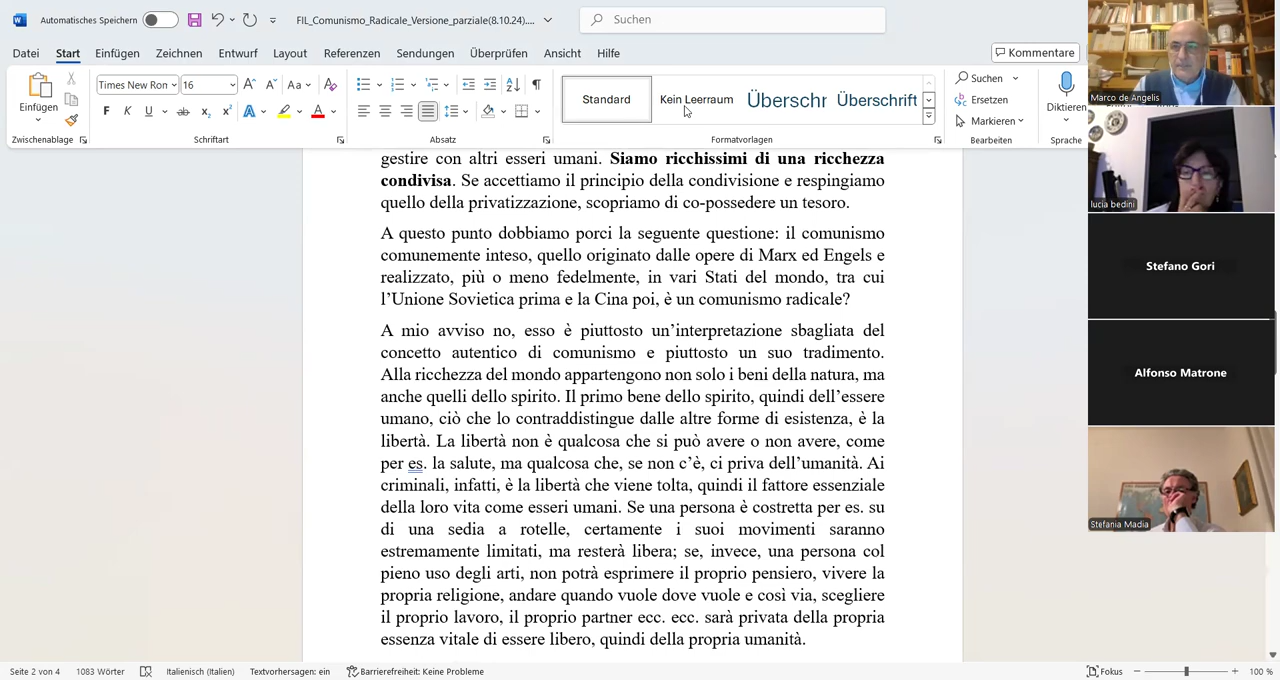 Automatisches Speichern
FIL_Comunismo_Radicale_Versione_parziale(8.10.24)....
Suchen
Datei Start Einfügen Zeichnen Entwurf Layout Referenzen Sendungen Überprüfen Ansicht Hilfe
Kommentare
Einfügen
Zwischenablage
Times New Ron 16
Aa
F K U ab x₂ x² A A
Schriftart
Absatz
Standard
Kein Leerraum
Überschr
Überschrift
Formatvorlagen
Suchen
Ersetzen
Markieren
Bearbeiten
Diktieren
Sprache
gestire con altri esseri umani. Siamo ricchissimi di una ricchezza
condivisa. Se accettiamo il principio della condivisione e respingiamo
quello della privatizzazione, scopriamo di co-possedere un tesoro.
A questo punto dobbiamo porci la seguente questione: il comunismo
comunemente inteso, quello originato dalle opere di Marx ed Engels e
realizzato, più o meno fedelmente, in vari Stati del mondo, tra cui
l’Unione Sovietica prima e la Cina poi, è un comunismo radicale?
A mio avviso no, esso è piuttosto un’interpretazione sbagliata del
concetto autentico di comunismo e piuttosto un suo tradimento.
Alla ricchezza del mondo appartengono non solo i beni della natura, ma
anche quelli dello spirito. Il primo bene dello spirito, quindi dell’essere
umano, ciò che lo contraddistingue dalle altre forme di esistenza, è la
libertà. La libertà non è qualcosa che si può avere o non avere, come
per es. la salute, ma qualcosa che, se non c’è, ci priva dell’umanità. Ai
criminali, infatti, è la libertà che viene tolta, quindi il fattore essenziale
della loro vita come esseri umani. Se una persona è costretta per es. su
di una sedia a rotelle, certamente i suoi movimenti saranno
estremamente limitati, ma resterà libera; se, invece, una persona col
pieno uso degli arti, non potrà esprimere il proprio pensiero, vivere la
propria religione, andare quando vuole dove vuole e così via, scegliere
il proprio lavoro, il proprio partner ecc. ecc. sarà privata della propria
essenza vitale di essere libero, quindi della propria umanità.
Marco de Angelis
lucia bedini
Stefano Gori
Alfonso Matrone
Stefania Madia
Seite 2 von 4 1083 Wörter Italienisch (Italien) Textvorhersagen: ein Barrierefreiheit: Keine Probleme Fokus 100 %